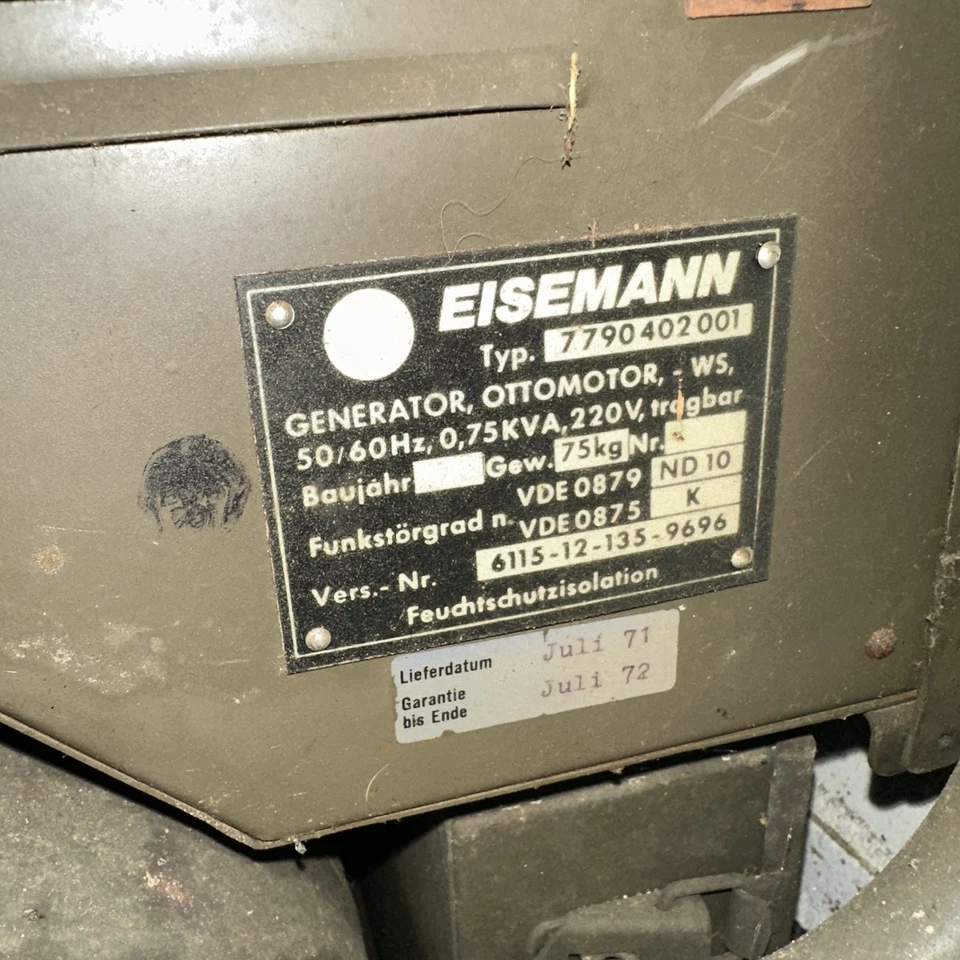 EISEMANN
Typ. 7790402001
GENERATOR, OTTOMOTOR, - WS,
50/60Hz, 0,75KVA, 220V, tragbar
Baujahr Gew. 75kg Nr.
Funkstörgrad n. VDE 0879 ND 10
VDE 0875 K
Vers.- Nr. 6115-12-135-9696
Feuchtschutzisolation
Lieferdatum Juli 71
Garantie
bis Ende Juli 72